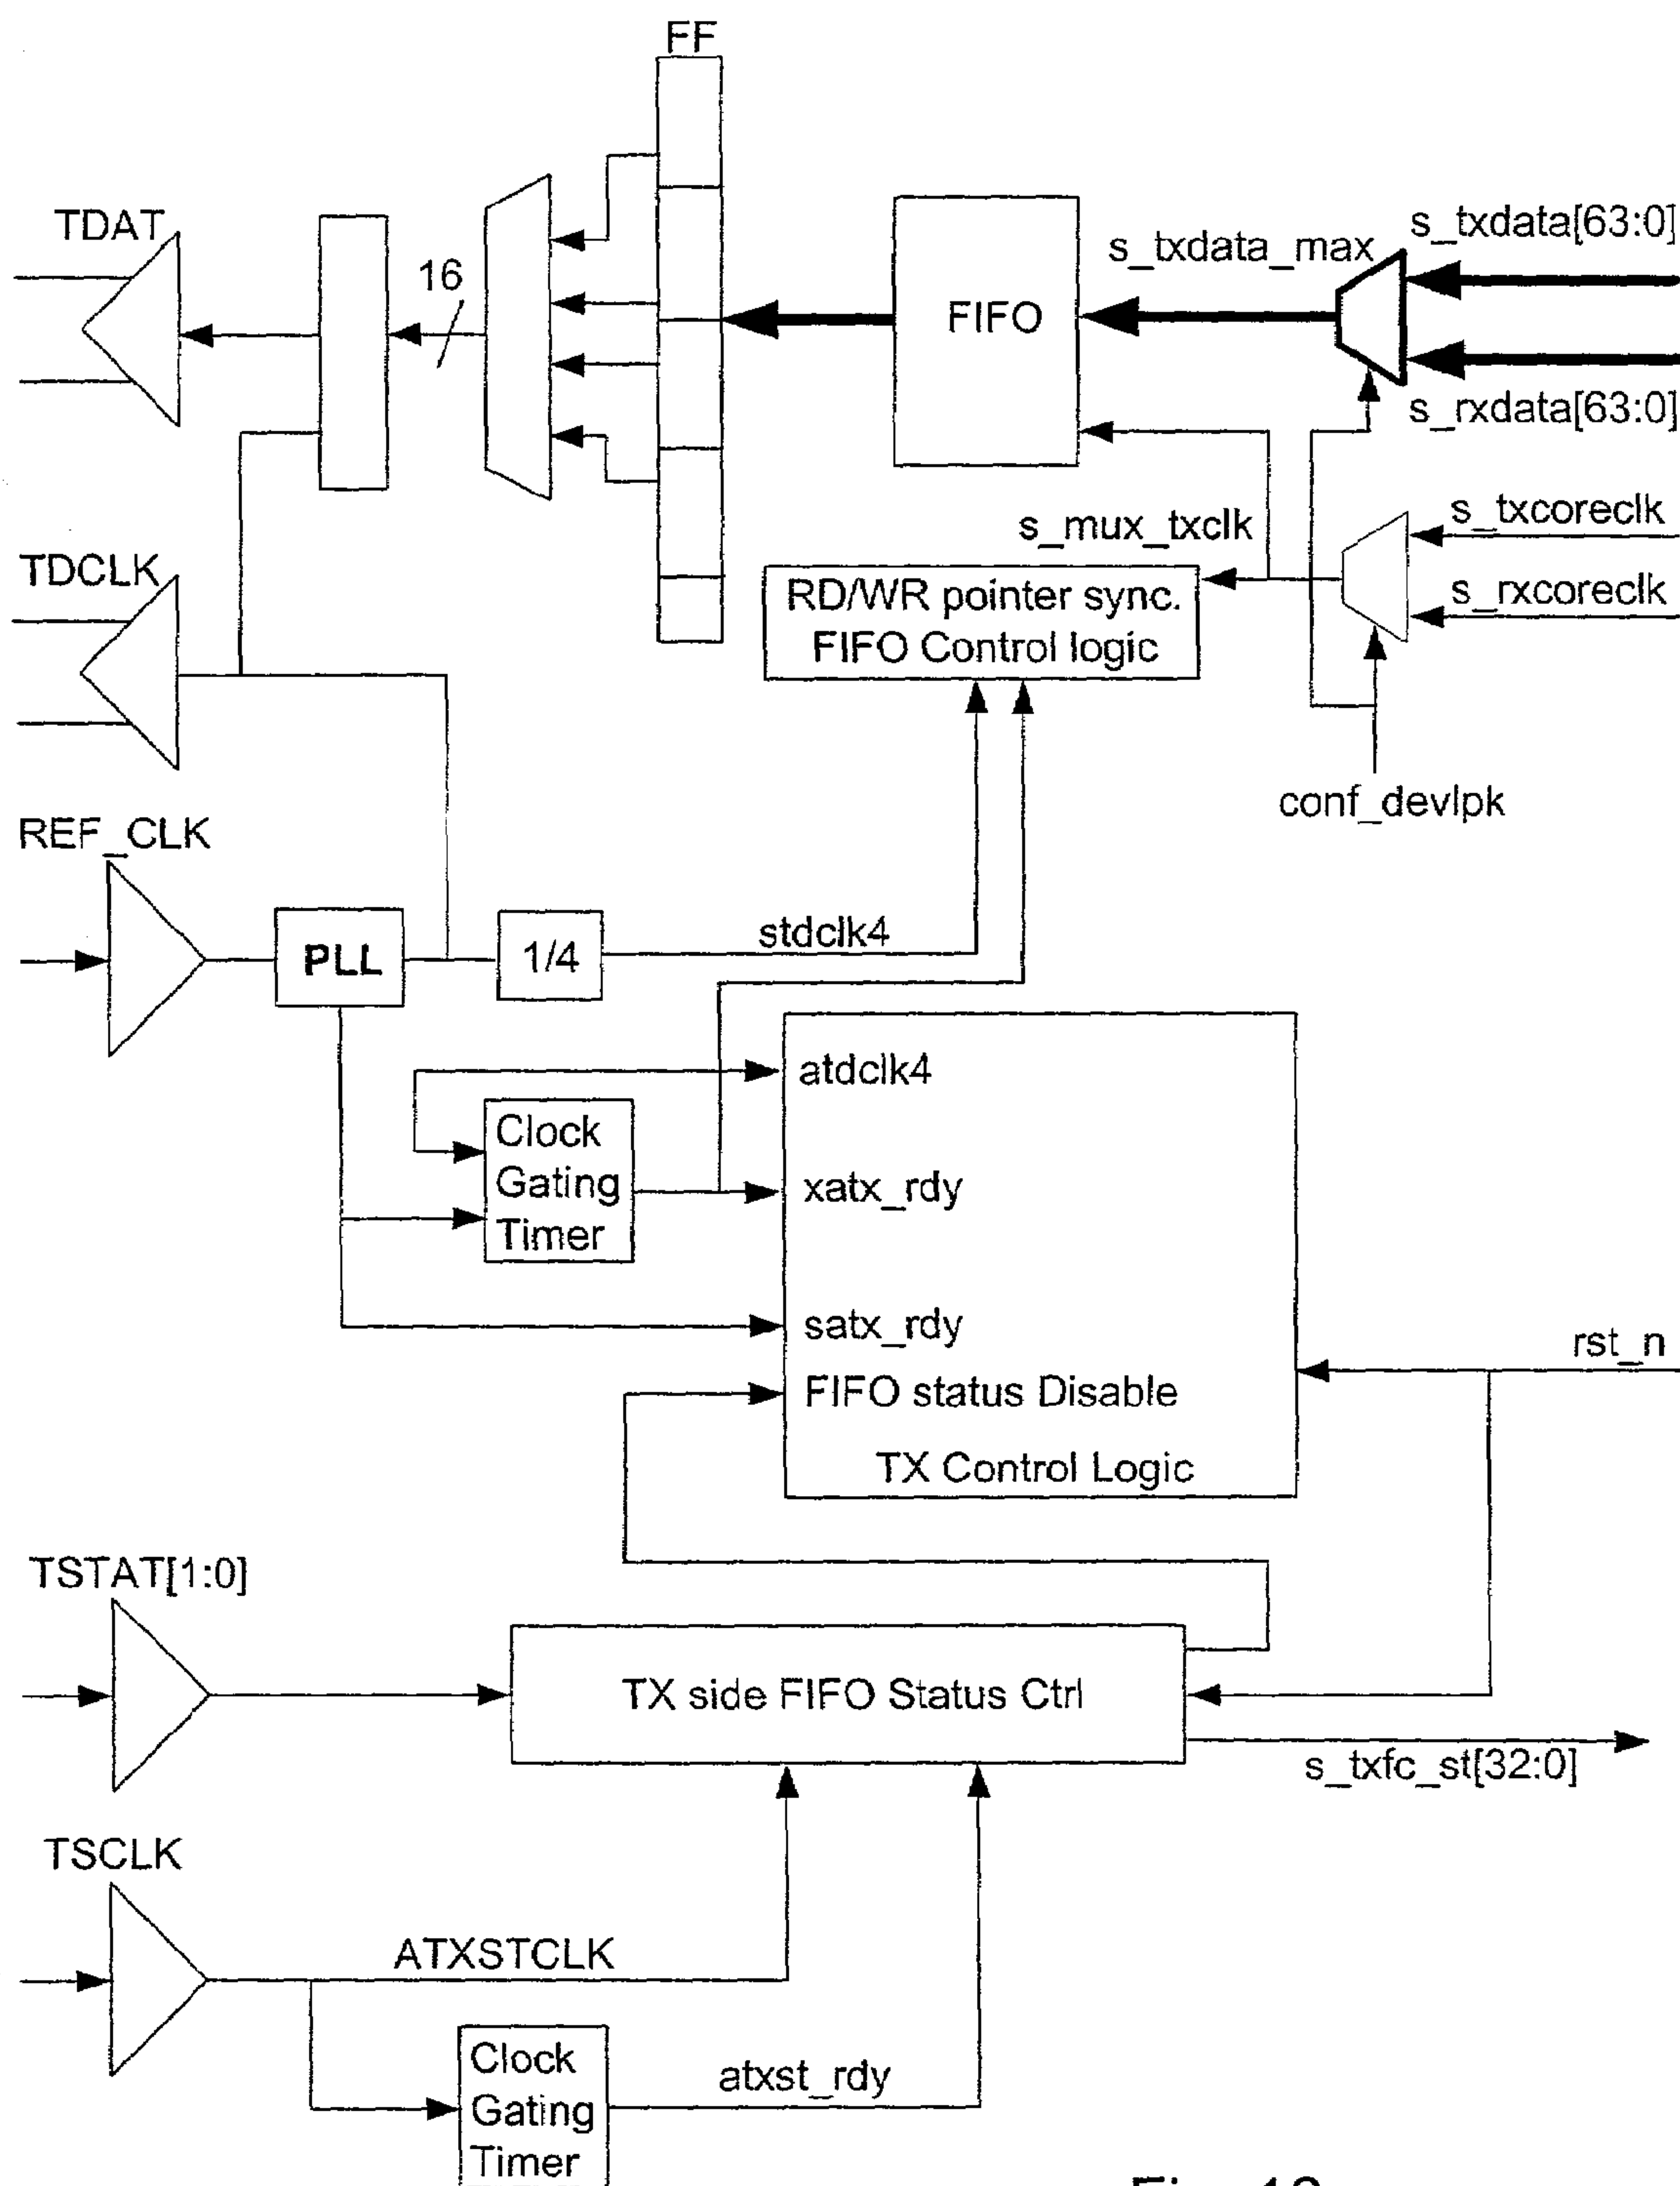 FF
TDAT
16
s_txdata_max
s_txdata[63:0]
FIFO
s_rxdata[63:0]
TDCLK
s_mux_txclk
s_txcoreclk
RD/WR pointer sync.
FIFO Control logic
s_rxcoreclk
conf_devlpk
REF_CLK
PLL
1/4
stdclk4
atdclk4
Clock
Gating
Timer
xatx_rdy
satx_rdy
rst_n
FIFO status Disable
TX Control Logic
TSTAT[1:0]
TX side FIFO Status Ctrl
s_txfc_st[32:0]
TSCLK
ATXSTCLK
Clock
Gating
Timer
atxst_rdy